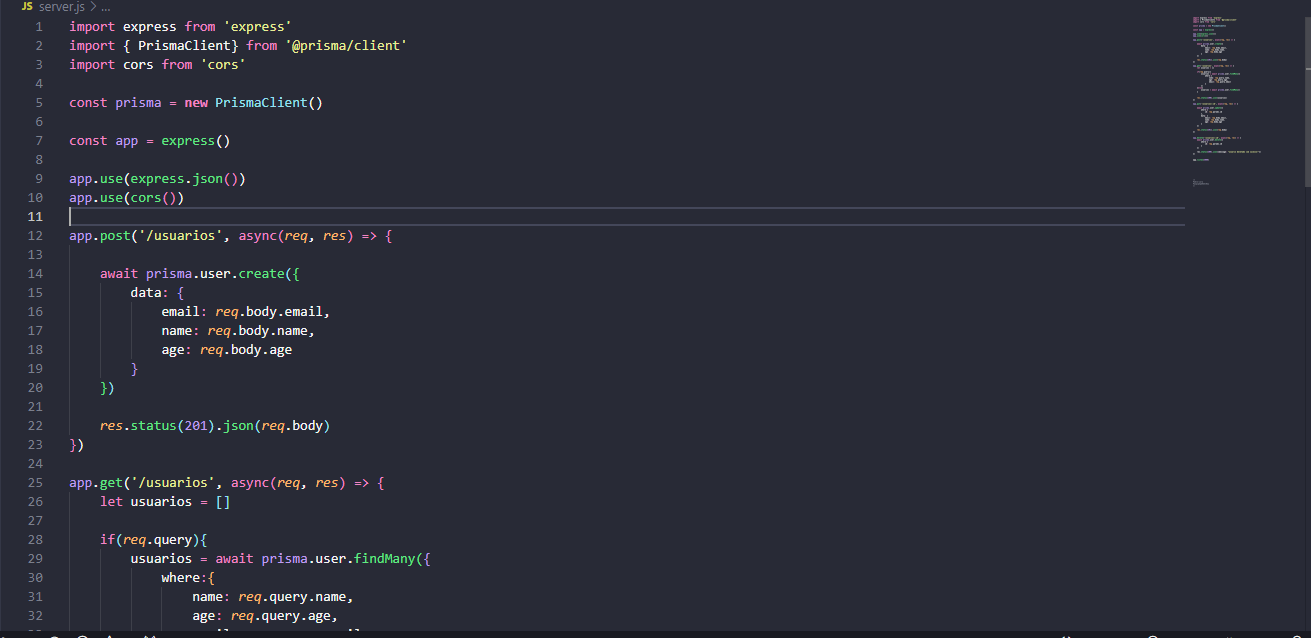 JS server.js > ...
1 import express from 'express'
2 import { PrismaClient} from '@prisma/client'
3 import cors from 'cors'
4
5 const prisma = new PrismaClient()
6
7 const app = express()
8
9 app.use(express.json())
10 app.use(cors())
11
12 app.post('/usuarios', async(req, res) => {
13
14 await prisma.user.create({
15 data: {
16 email: req.body.email,
17 name: req.body.name,
18 age: req.body.age
19 }
20 })
21
22 res.status(201).json(req.body)
23 })
24
25 app.get('/usuarios', async(req, res) => {
26 let usuarios = []
27
28 if(req.query){
29 usuarios = await prisma.user.findMany({
30 where:{
31 name: req.query.name,
32 age: req.query.age,